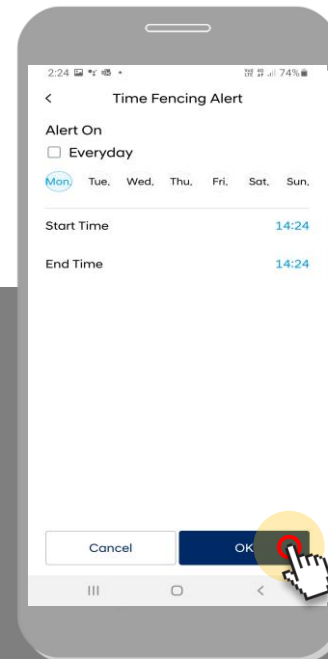 2:24 74%
< Time Fencing Alert
Alert On
Everyday
Mon, Tue, Wed, Thu, Fri, Sat, Sun,
Start Time 14:24
End Time 14:24
Cancel OK